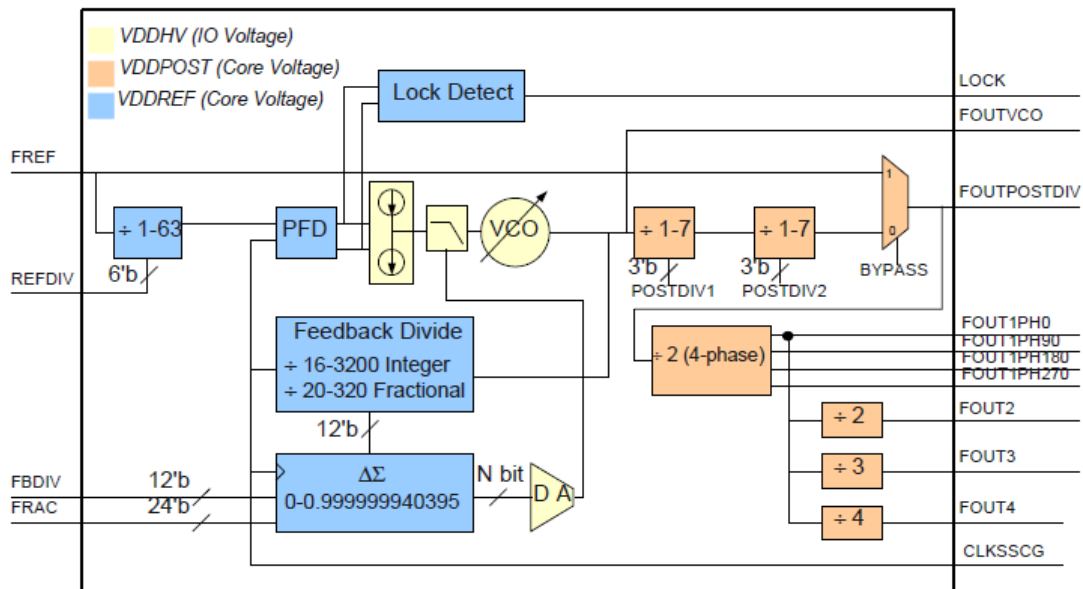 VDDHV (IO Voltage)
VDDPOST (Core Voltage)
VDDREF (Core Voltage)
Lock Detect
LOCK
FOUTVCO
FREF
1
FOUTPOSTDIV
÷ 1-63
PFD
VCO
÷ 1-7
÷ 1-7
0
6'b
3'b
3'b
BYPASS
REFDIV
POSTDIV1
POSTDIV2
Feedback Divide
÷ 16-3200 Integer
÷ 20-320 Fractional
÷ 2 (4-phase)
FOUT1PH0
FOUT1PH90
FOUT1PH180
FOUT1PH270
12'b
÷ 2
FOUT2
ΔΣ
0-0.999999940395
N bit
D A
÷ 3
FOUT3
FBDIV
12'b
FRAC
24'b
÷ 4
FOUT4
CLKSSCG